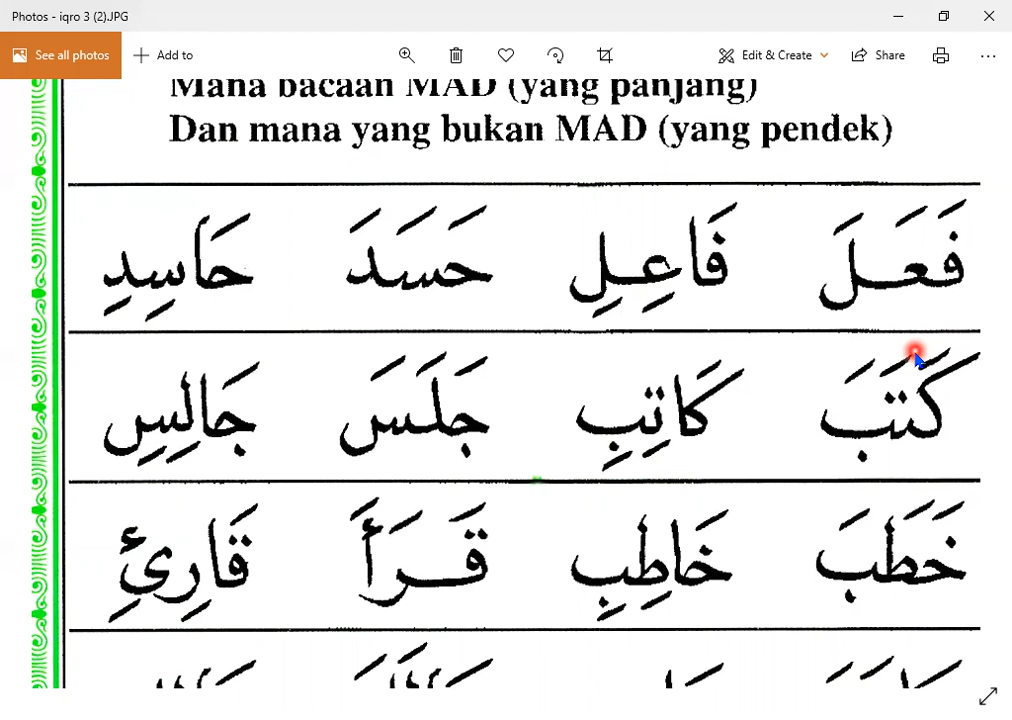 Photos - iqro 3 (2).JPG
See all photos
Add to
Edit & Create
Share
Mana bacaan MAD (yang panjang)
Dan mana yang bukan MAD (yang pendek)
فَعَلَ فَاعِلِ حَسَدَ حَاسِدِ
كَتَبَ كَاتِبِ جَلَسَ جَالِسِ
خَطَبَ خَاطِبِ قَرَأَ قَارِئِ